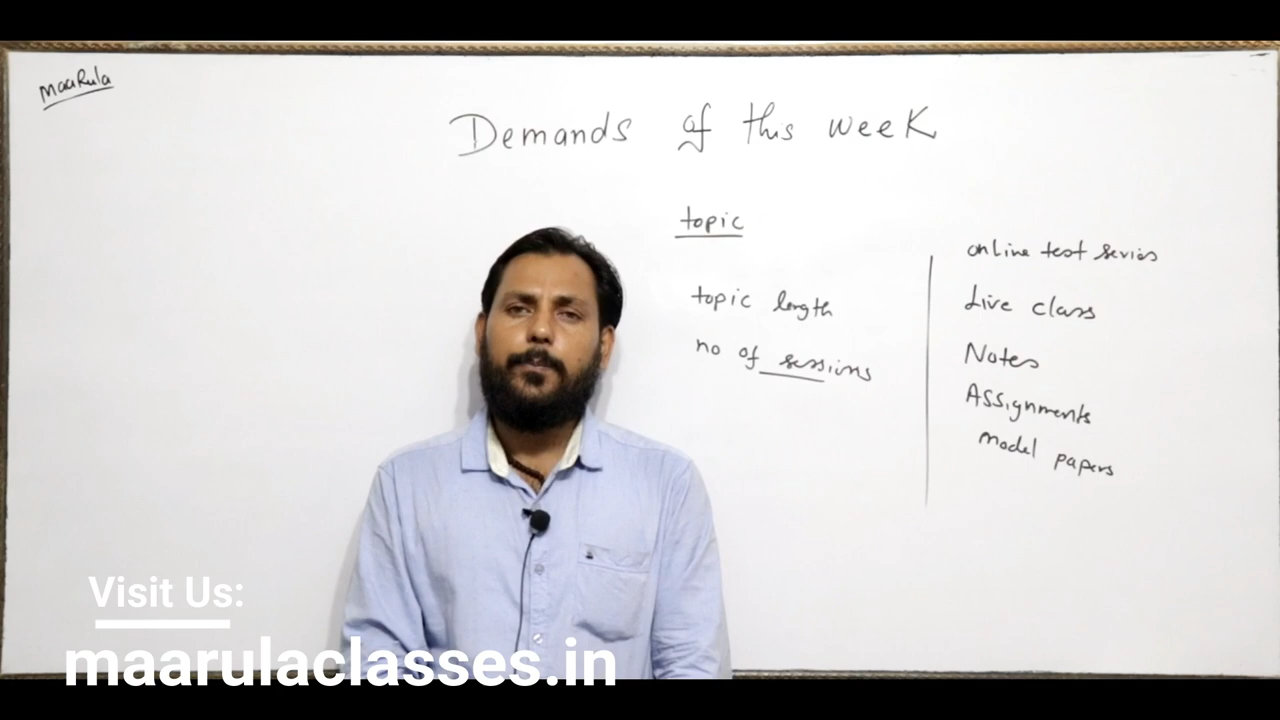 maaRula
Demands of this week
topic
topic length
no of sessions
online test series
Live class
Notes
Assignments
Model papers
Visit Us:
maarulaclasses.in